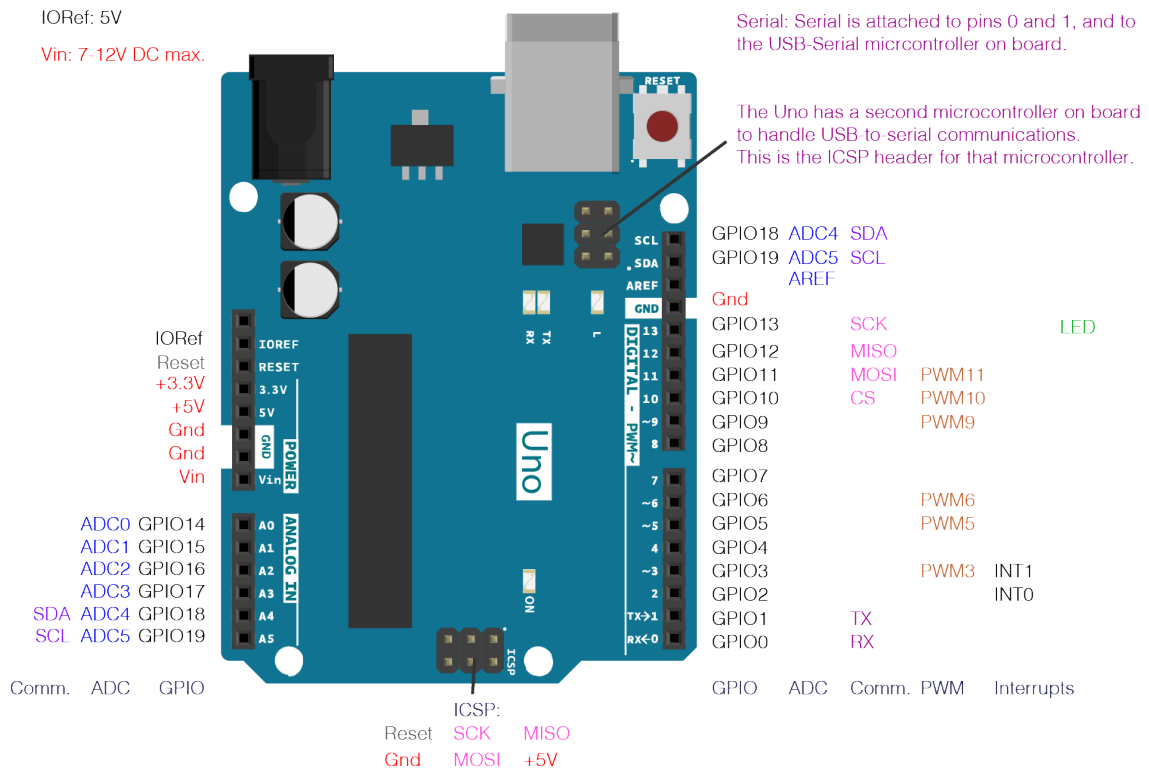 IORef: 5V
Vin: 7-12V DC max.
Serial: Serial is attached to pins 0 and 1, and to
the USB-Serial micrcontroller on board.
The Uno has a second microcontroller on board
to handle USB-to-serial communications.
This is the ICSP header for that microcontroller.
RESET
SCL GPIO18 ADC4 SDA
SDA GPIO19 ADC5 SCL
AREF AREF
GND Gnd
13 GPIO13 SCK LED
12 GPIO12 MISO
11 GPIO11 MOSI PWM11
10 GPIO10 CS PWM10
~9 GPIO9 PWM9
8 GPIO8
7 GPIO7
~6 GPIO6 PWM6
~5 GPIO5 PWM5
4 GPIO4
~3 GPIO3 PWM3 INT1
2 GPIO2 INT0
TX→1 GPIO1 TX
RX←0 GPIO0 RX
GPIO ADC Comm. PWM Interrupts
DIGITAL - PWM~
RX
TX
L
Uno
ON
ICSP
IORef IOREF
Reset RESET
+3.3V 3.3V
+5V 5V
Gnd
Gnd
GND
Vin Vin
POWER
ADC0 GPIO14 A0
ADC1 GPIO15 A1
ADC2 GPIO16 A2
ADC3 GPIO17 A3
SDA ADC4 GPIO18 A4
SCL ADC5 GPIO19 A5
ANALOG IN
Comm. ADC GPIO
ICSP:
Reset SCK MISO
Gnd MOSI +5V